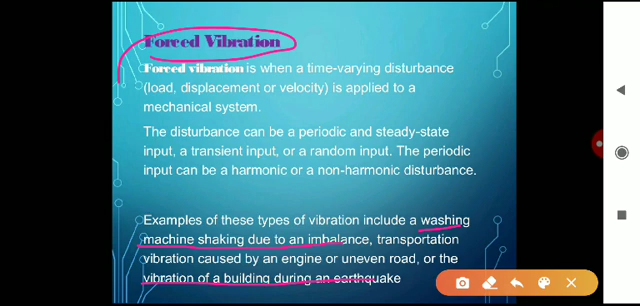 Forced Vibration
Forced vibration is when a time-varying disturbance
(load, displacement or velocity) is applied to a
mechanical system.
The disturbance can be a periodic and steady-state
input, a transient input, or a random input. The periodic
input can be a harmonic or a non-harmonic disturbance.
Examples of these types of vibration include a washing
machine shaking due to an imbalance, transportation
vibration caused by an engine or uneven road, or the
vibration of a building during an earthquake